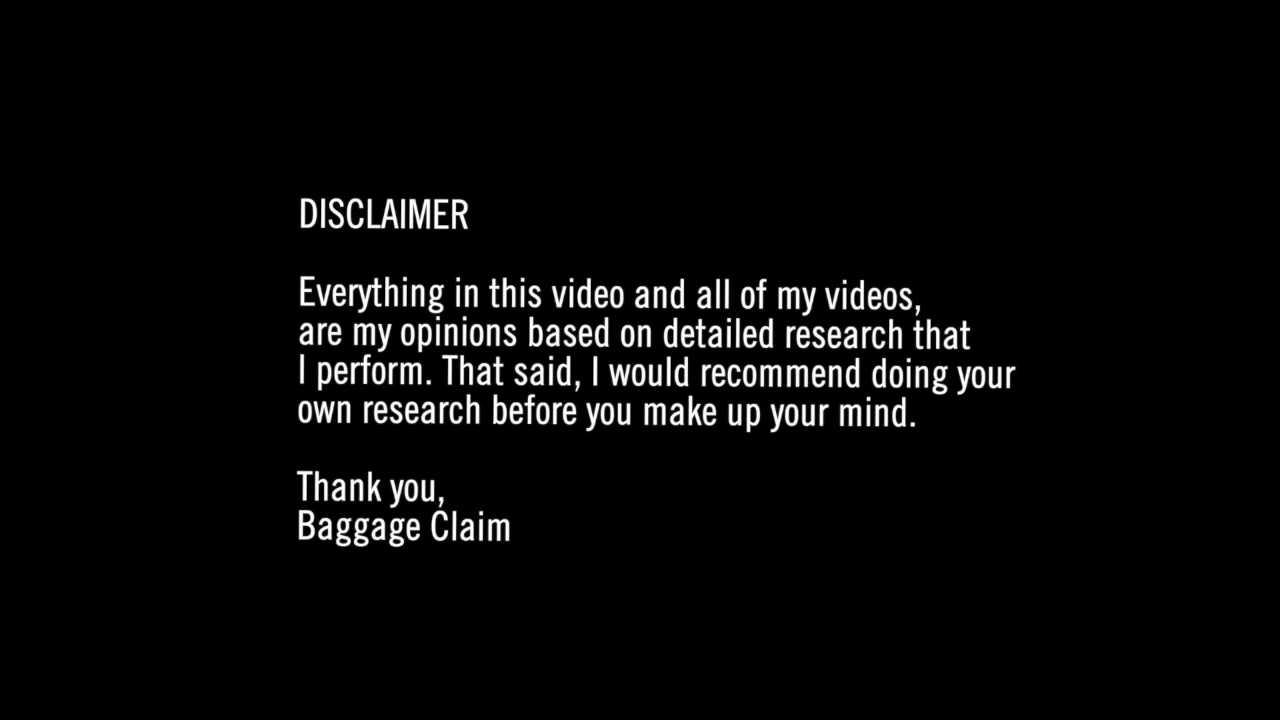 DISCLAIMER
Everything in this video and all of my videos,
are my opinions based on detailed research that
I perform. That said, I would recommend doing your
own research before you make up your mind.
Thank you,
Baggage Claim